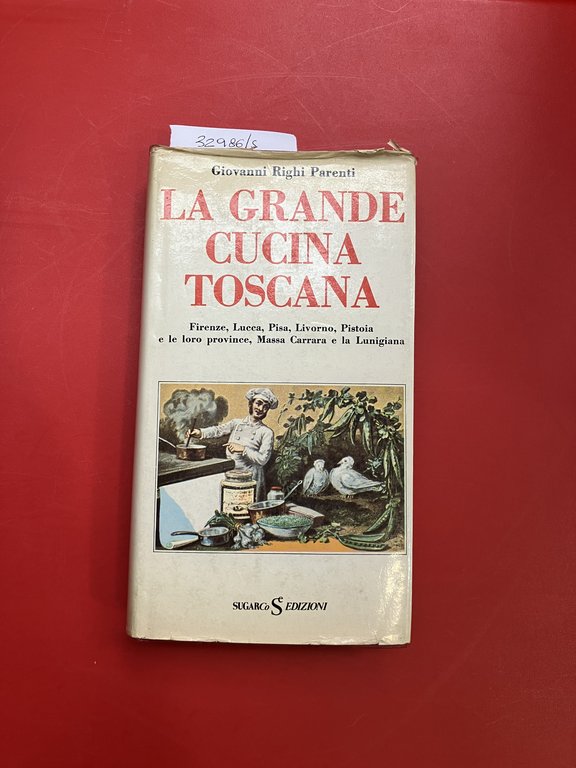 32986/s
Giovanni Righi Parenti
LA GRANDE
CUCINA
TOSCANA
Firenze, Lucca, Pisa, Livorno, Pistoia
e le loro province, Massa Carrara e la Lunigiana
SUGARCo Se EDIZIONI